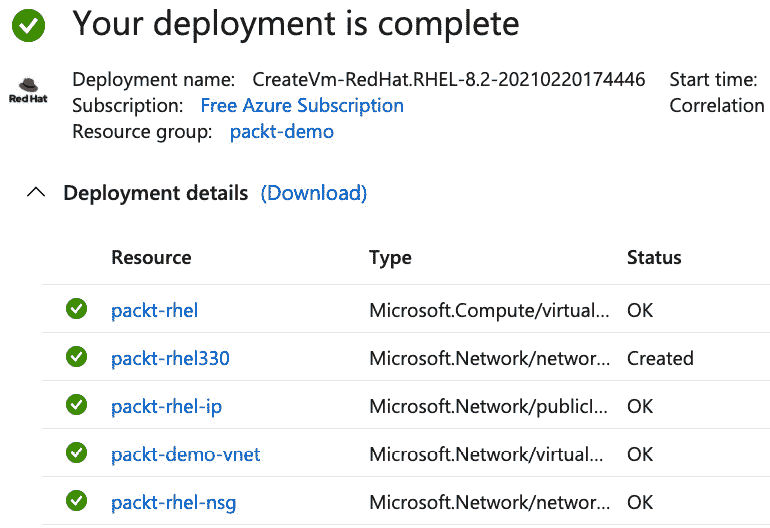 Your deployment is complete
Red Hat
Deployment name: CreateVm-RedHat.RHEL-8.2-20210220174446 Start time:
Subscription: Free Azure Subscription Correlation
Resource group: packt-demo
Deployment details (Download)
Resource Type Status
packt-rhel Microsoft.Compute/virtual... OK
packt-rhel330 Microsoft.Network/networ... Created
packt-rhel-ip Microsoft.Network/publicI... OK
packt-demo-vnet Microsoft.Network/virtual... OK
packt-rhel-nsg Microsoft.Network/networ... OK